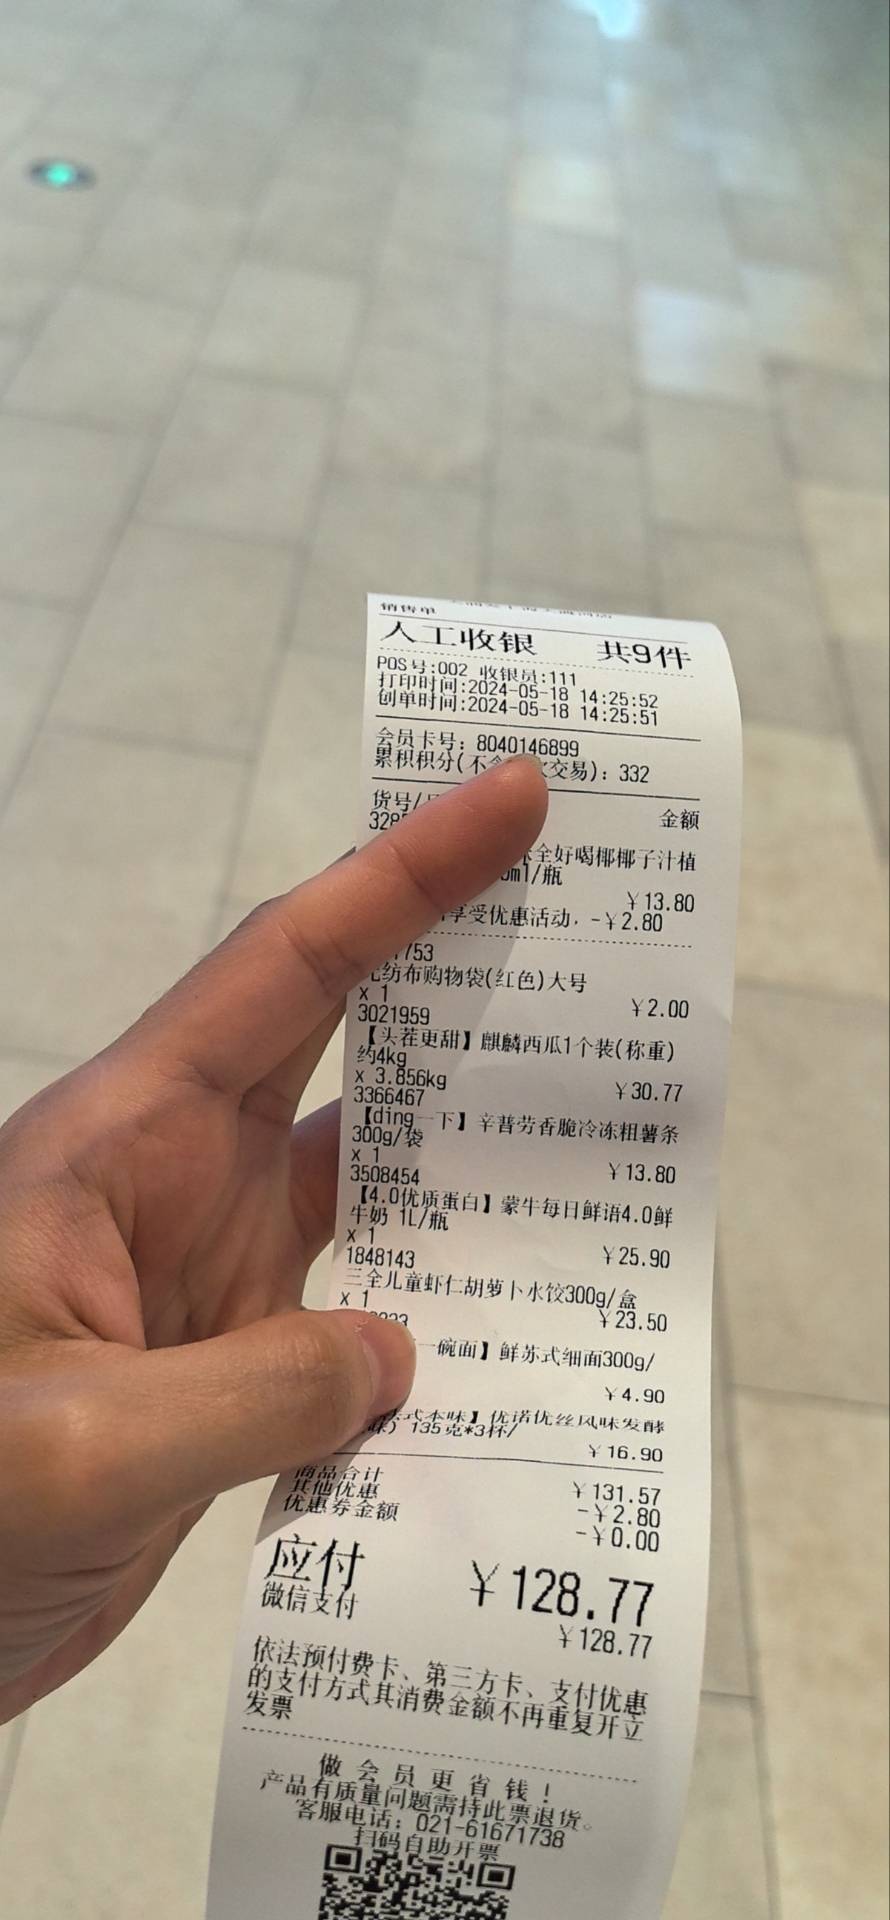 销售单
人工收银 共9件
POS号:002 收银员:111
打印时间:2024-05-18 14:25:52
创单时间:2024-05-18 14:25:51
会员卡号: 8040146899
累积积分(不 交易): 332
货号/ 金额
328
全好喝椰椰子汁植
ml/瓶
¥13.80
享受优惠活动, -¥2.80
753
纺布购物袋(红色)大号
x 1 ¥2.00
3021959
【头茬更甜】麒麟西瓜1个装(称重)
约4kg
x 3.856kg ¥30.77
3366467
【ding一下】辛普劳香脆冷冻粗薯条
300g/袋
x 1 ¥13.80
3508454
【4.0优质蛋白】蒙牛每日鲜语4.0鲜
牛奶 1L/瓶
x 1 ¥25.90
1848143
三全儿童虾仁胡萝卜水饺300g/盒
x 1 ¥23.50
一碗面】鲜苏式细面300g/
¥4.90
式本味】优诺优丝风味发酵
味) 135克*3杯/
¥16.90
商品合计 ¥131.57
其他优惠 -¥2.80
优惠券金额 -¥0.00
应付 ¥128.77
微信支付 ¥128.77
依法预付费卡、第三方卡、支付优惠
的支付方式其消费金额不再重复开立
发票
做会员更省钱!
产品有质量问题需持此票退货。
客服电话: 021-61671738
扫码自助开票